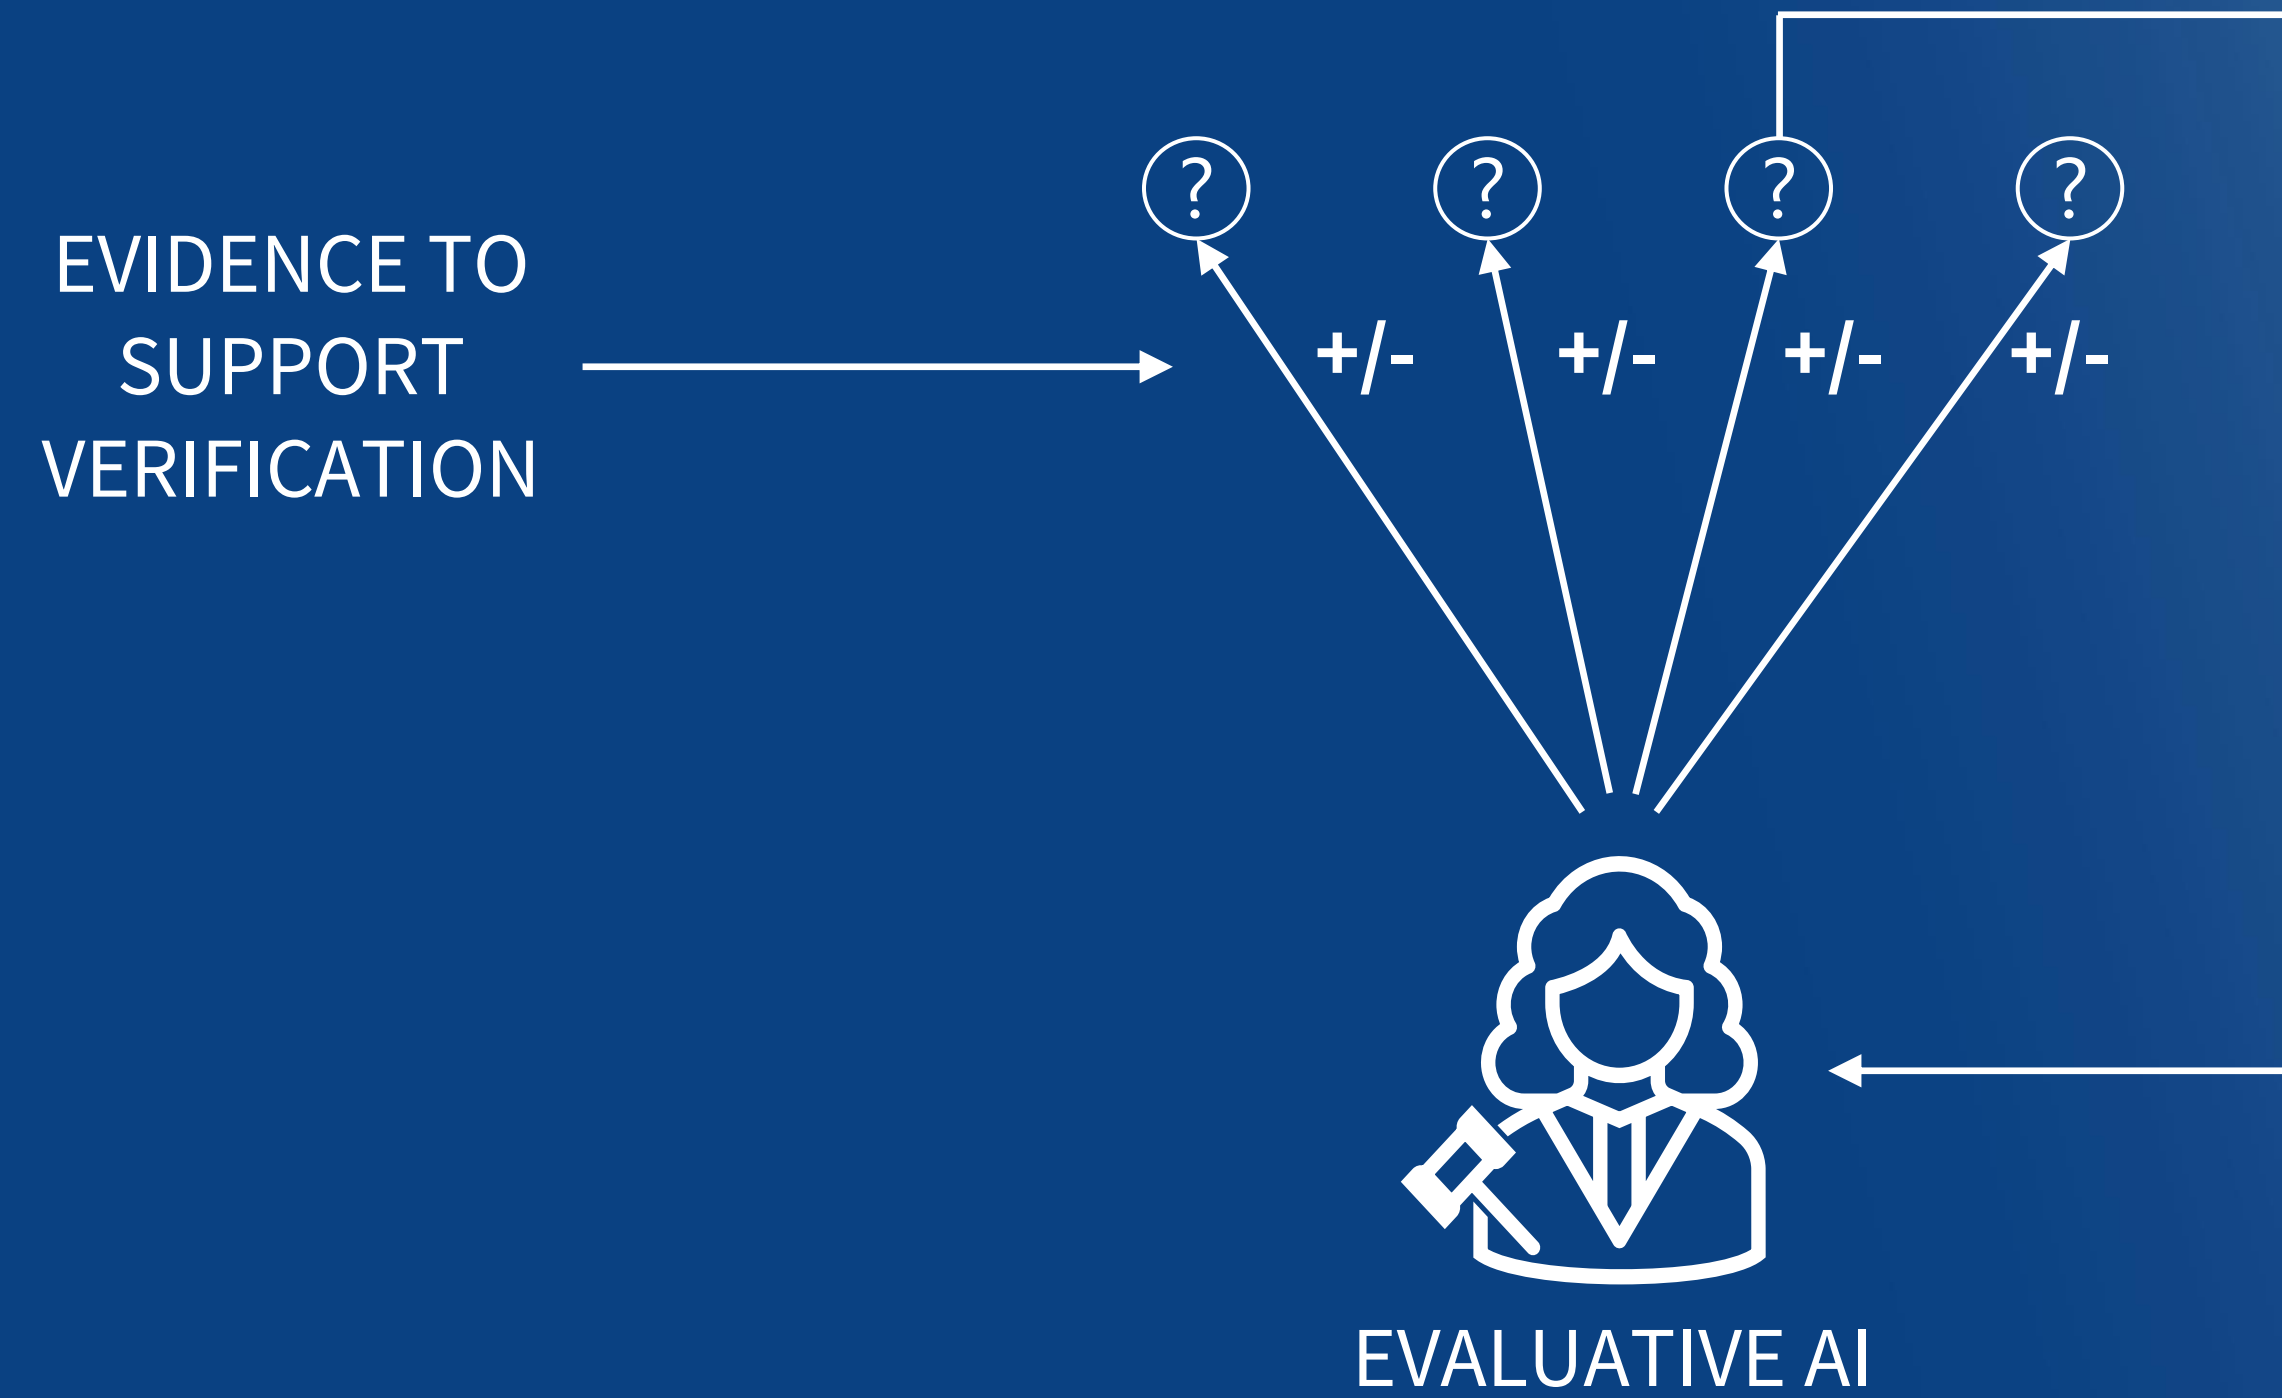 ? ? ? ?
EVIDENCE TO
SUPPORT
VERIFICATION
+/- +/- +/- +/-
EVALUATIVE AI